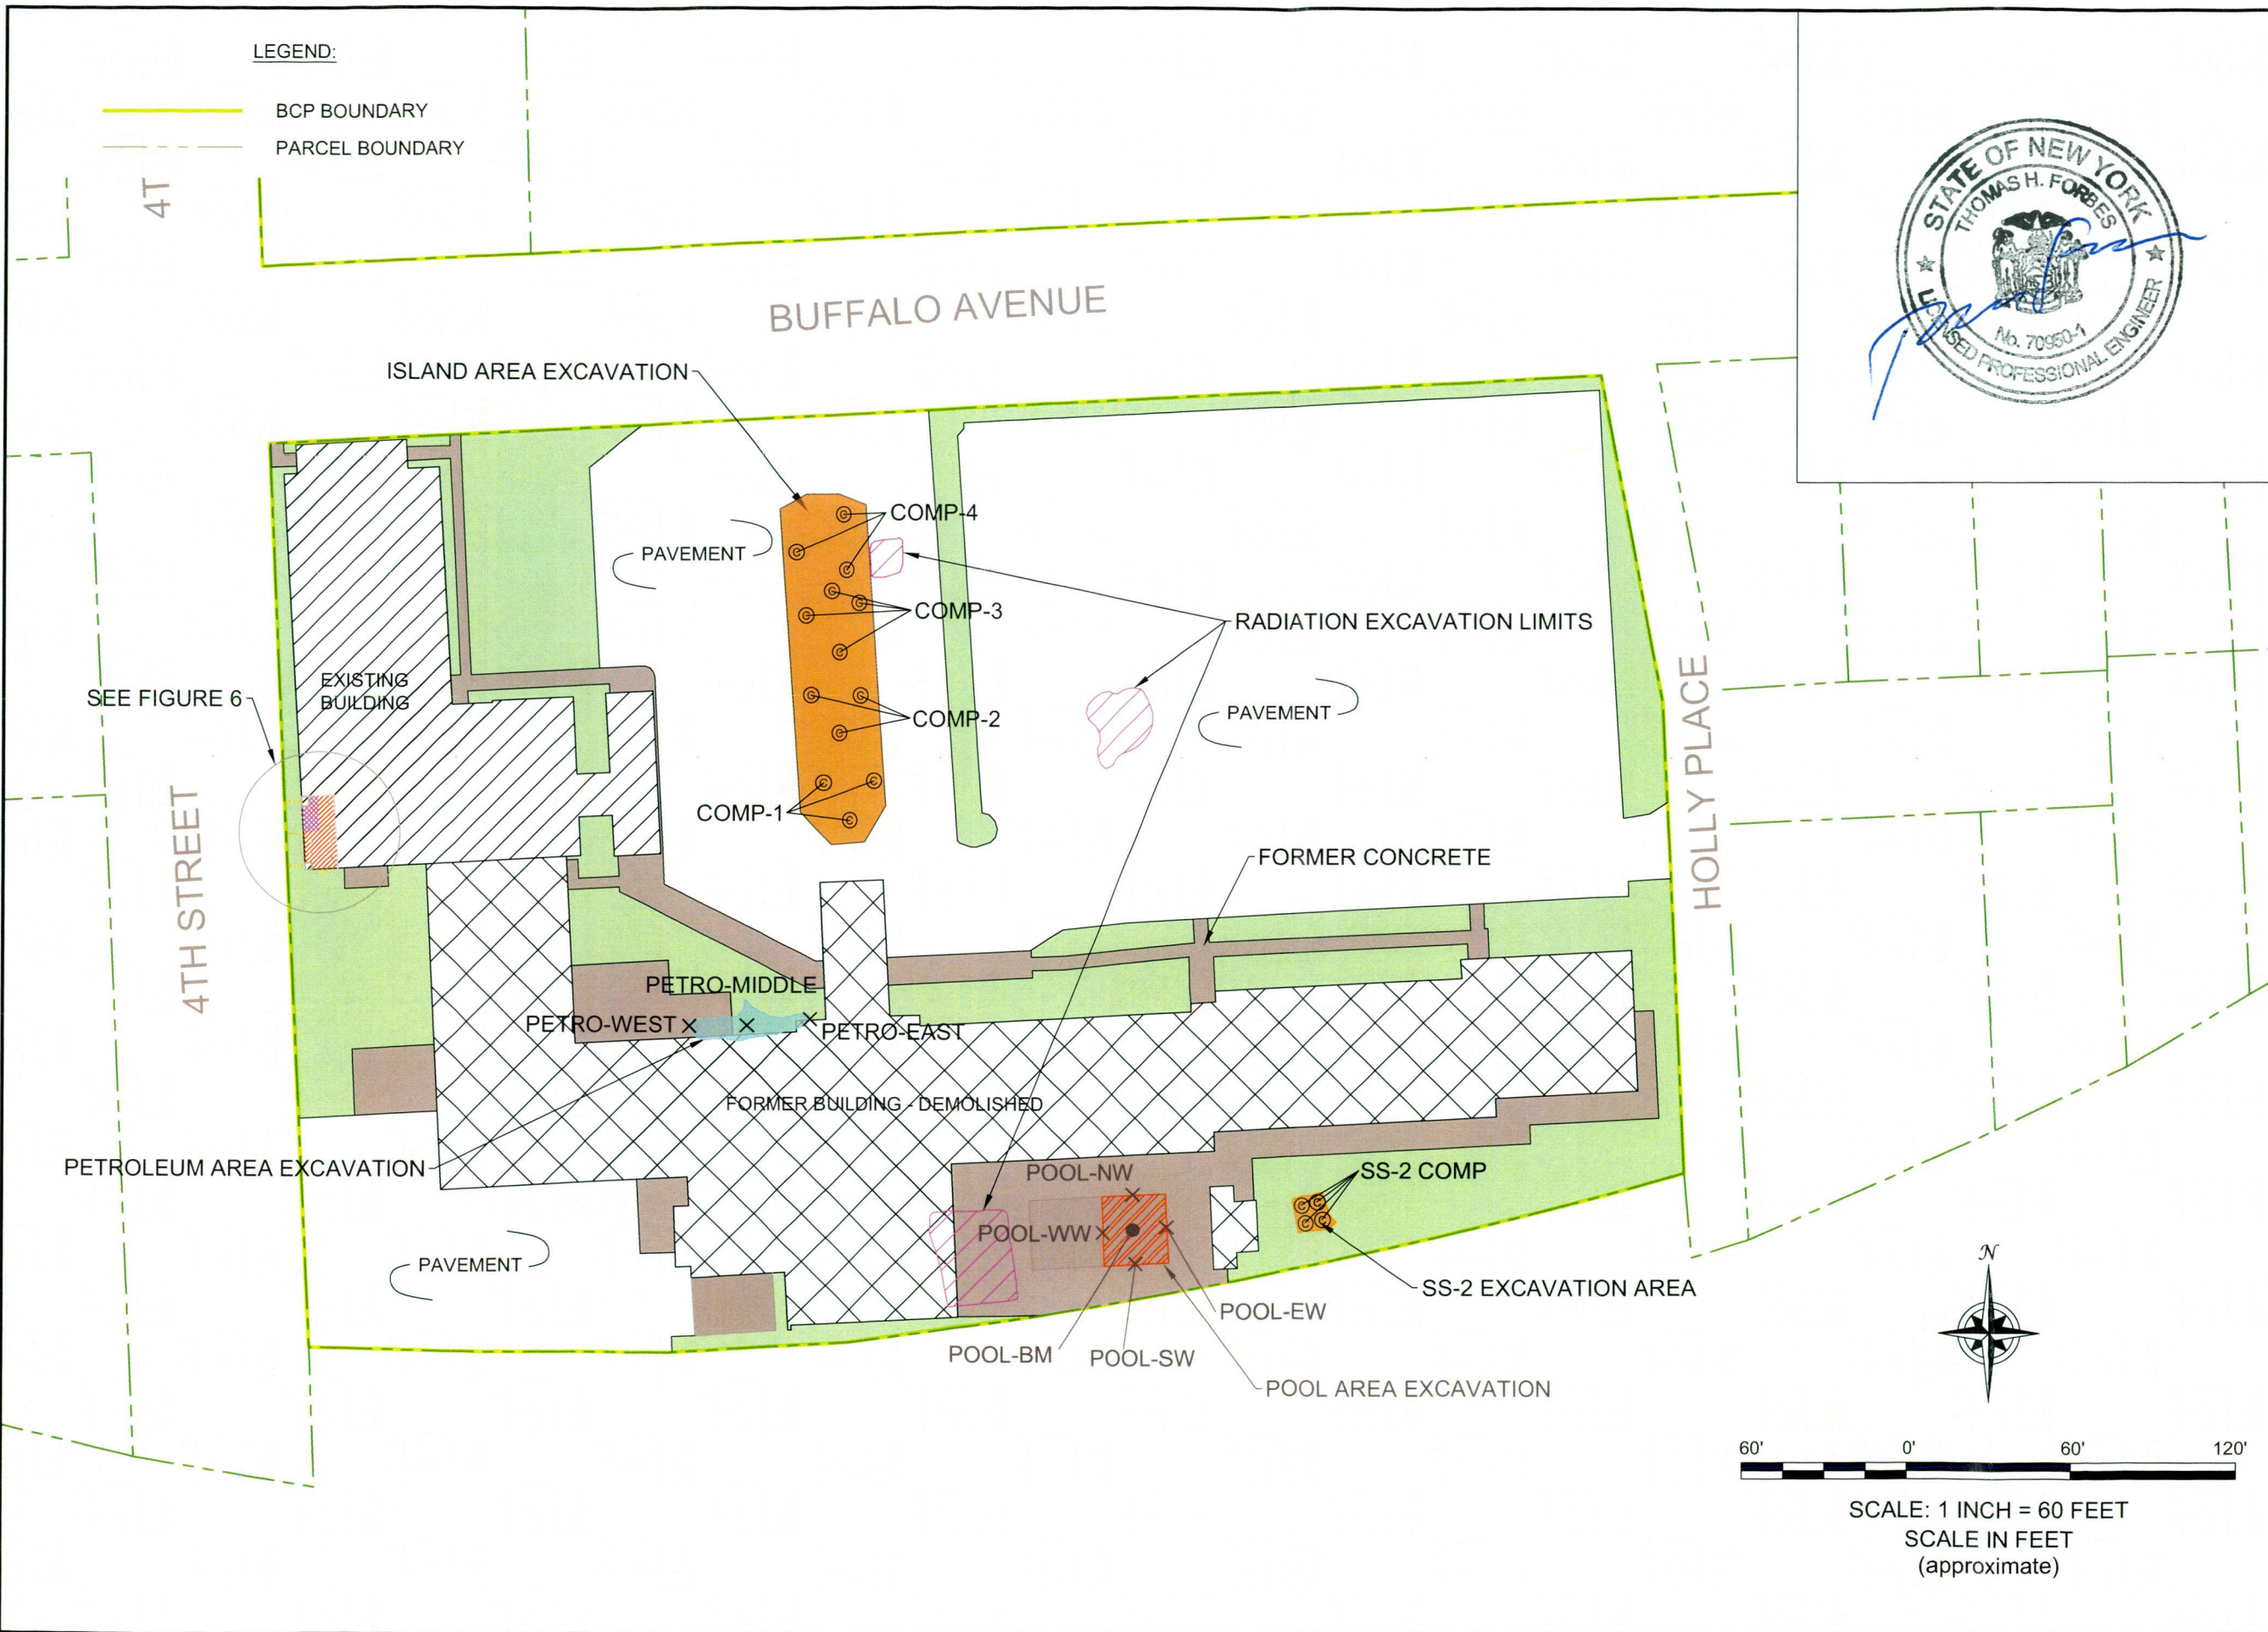 LEGEND:
BCP BOUNDARY
PARCEL BOUNDARY
4T
STATE OF NEW YORK
THOMAS H. FORBES
No. 70950-1
LICENSED PROFESSIONAL ENGINEER
BUFFALO AVENUE
ISLAND AREA EXCAVATION
COMP-4
PAVEMENT
COMP-3
RADIATION EXCAVATION LIMITS
EXISTING
BUILDING
SEE FIGURE 6
COMP-2
PAVEMENT
HOLLY PLACE
COMP-1
4TH STREET
FORMER CONCRETE
PETRO-MIDDLE
PETRO-WEST
PETRO-EAST
FORMER BUILDING - DEMOLISHED
PETROLEUM AREA EXCAVATION
POOL-NW
SS-2 COMP
POOL-WW
PAVEMENT
SS-2 EXCAVATION AREA
POOL-EW
POOL-BM
POOL-SW
POOL AREA EXCAVATION
N
60' 0' 60' 120'
SCALE: 1 INCH = 60 FEET
SCALE IN FEET
(approximate)